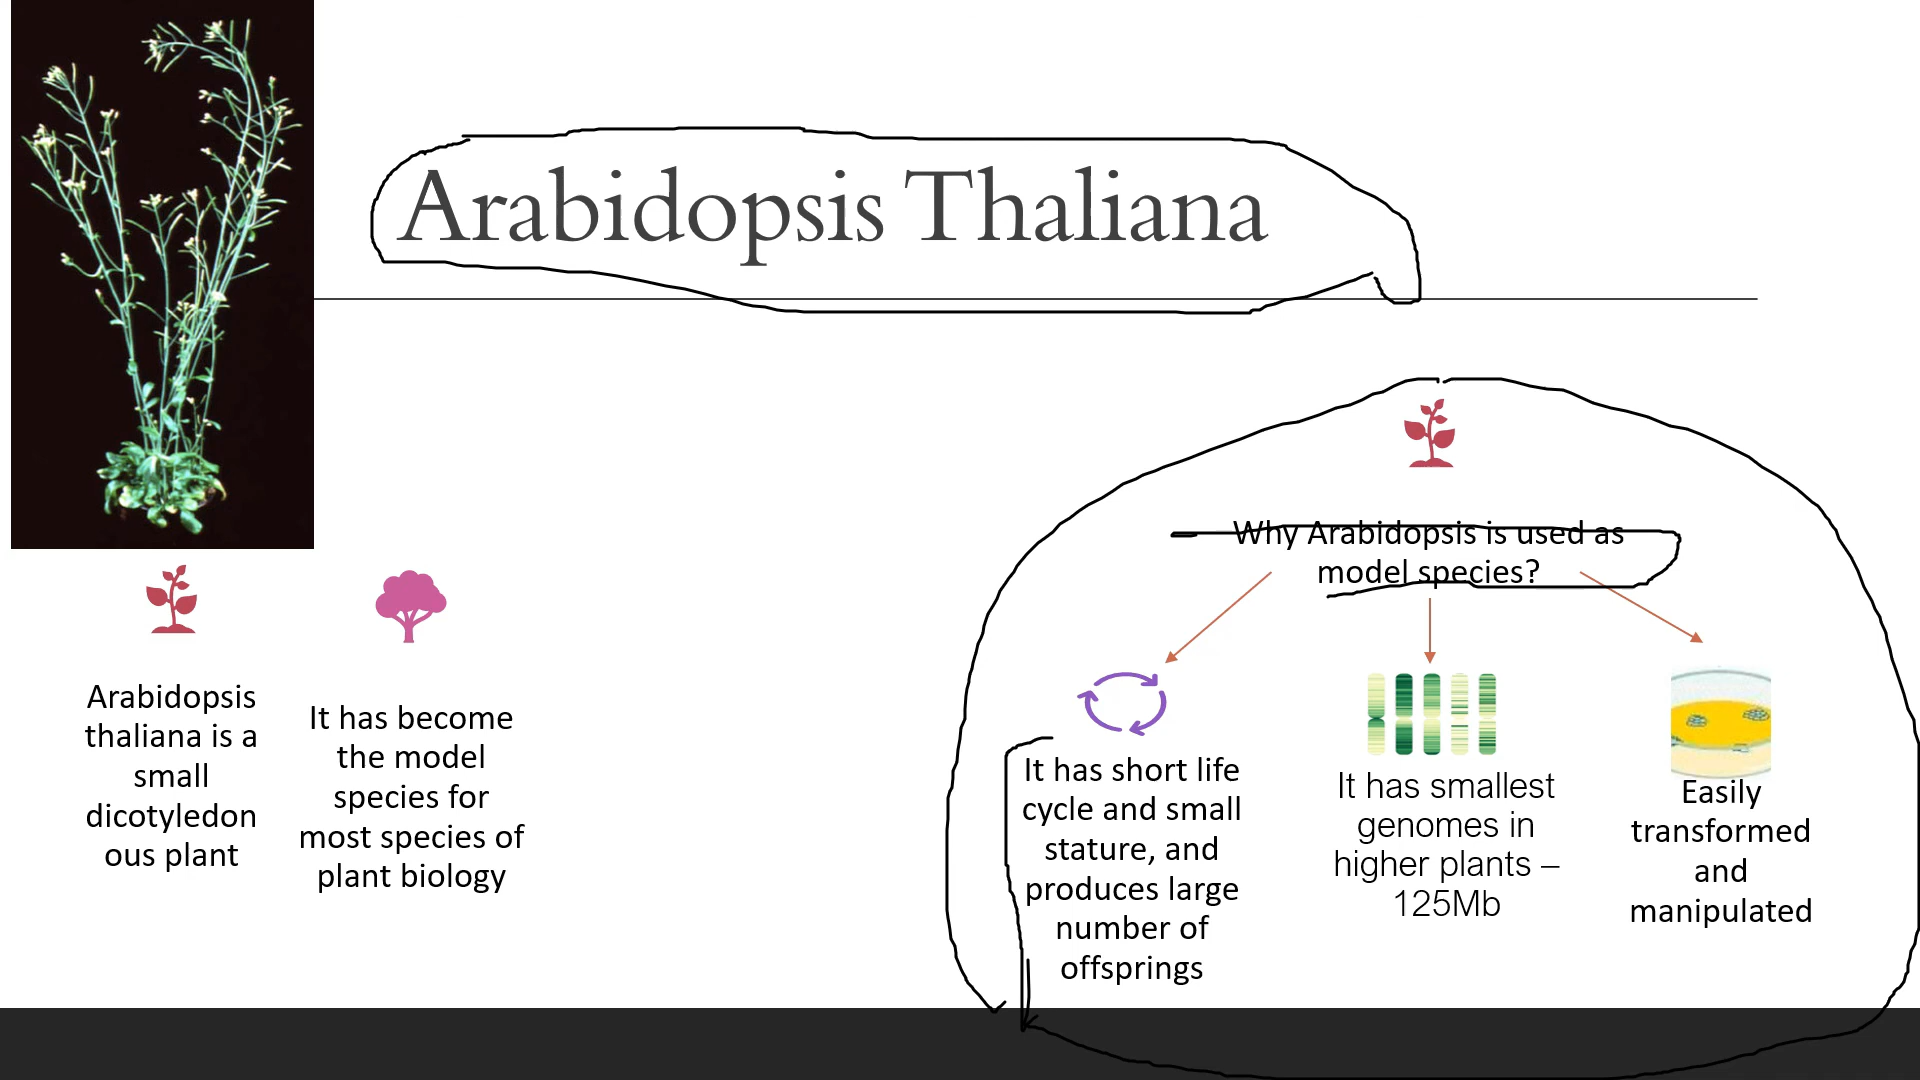 Arabidopsis Thaliana
Arabidopsis
thaliana is a
small
dicotyledon
ous plant
It has become
the model
species for
most species of
plant biology
Why Arabidopsis is used as
model species?
It has short life
cycle and small
stature, and
produces large
number of
offsprings
It has smallest
genomes in
higher plants –
125Mb
Easily
transformed
and
manipulated